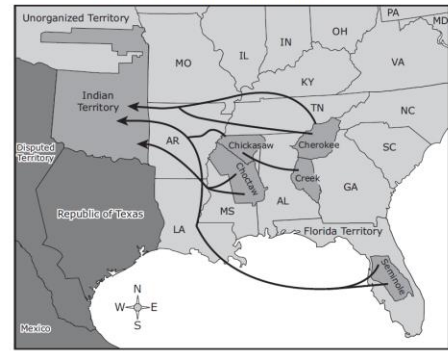 Unorganized Territory
PA
MD
OH
IN
IL
MO
VA
KY
Indian
Territory
TN
NC
Cherokee
Chickasaw
AR
SC
Disputed
Territory
Choctaw
Creek
Republic of Texas
MS
AL
GA
LA
Florida Territory
Seminole
N
W
E
S
Mexico